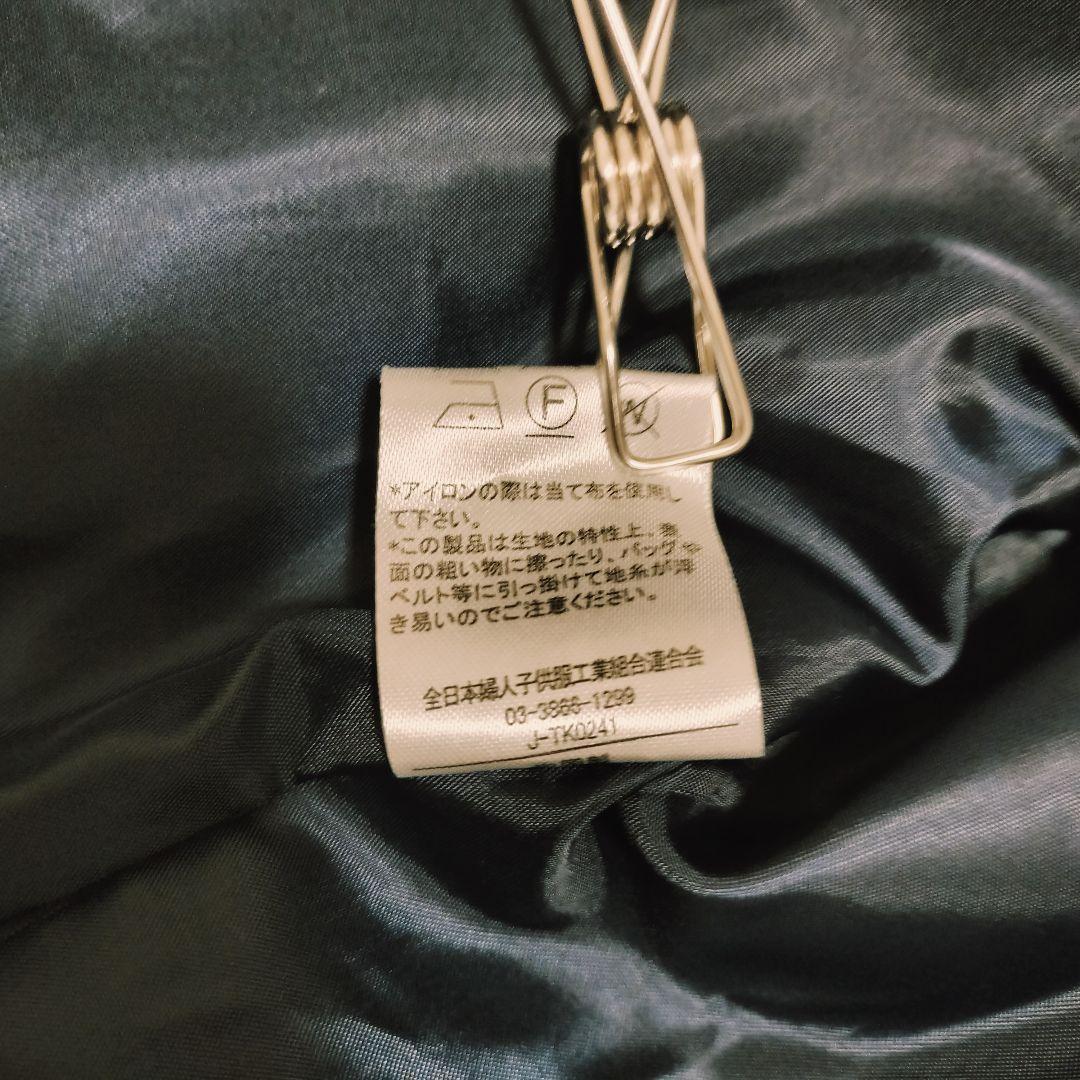 F
W
*アイロンの際は当て布を使用し
て下さい。
*この製品は生地の特性上、表
面の粗い物に擦ったり、バッグや
ベルト等に引っ掛けて地糸が浮
き易いのでご注意ください。
全日本婦人子供服工業組合連合会
03-3866-1299
J-TK0241